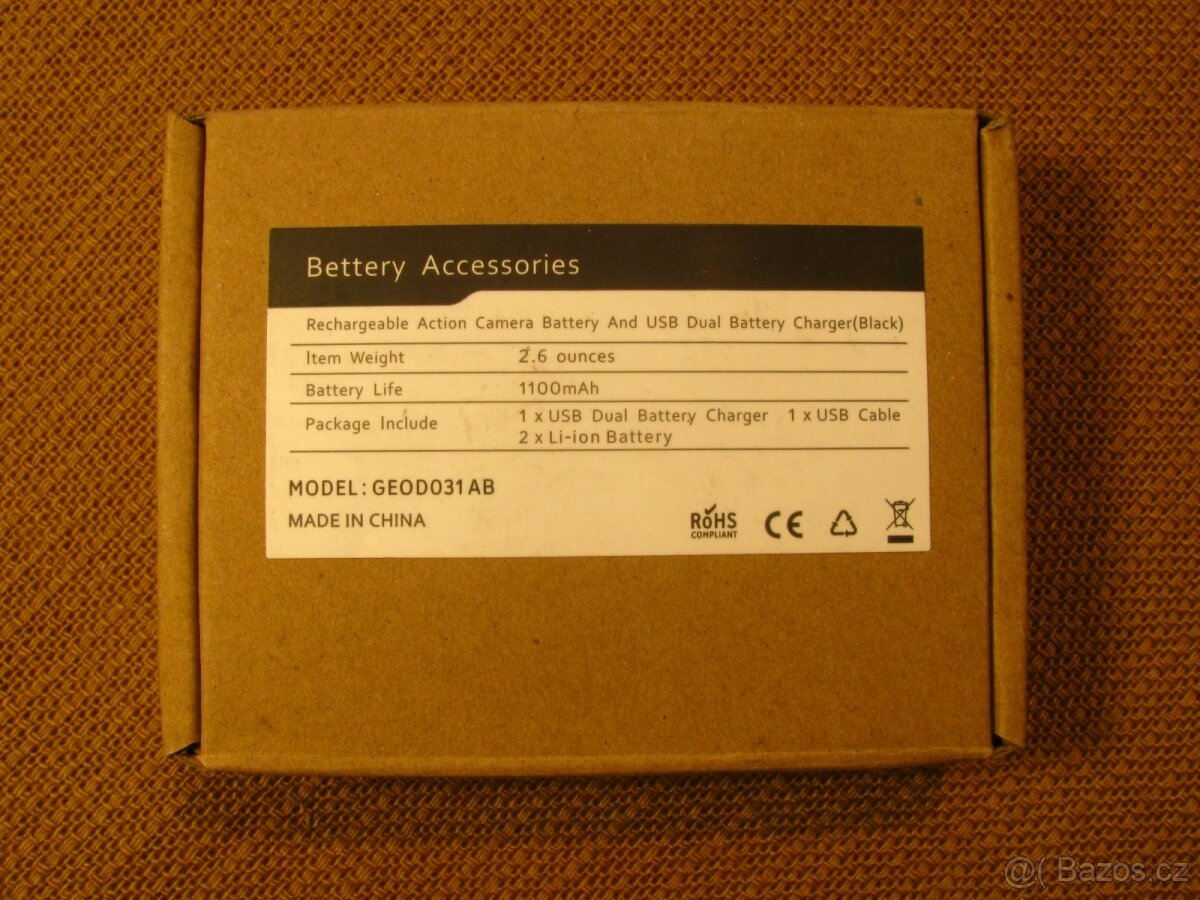 Bettery Accessories
Rechargeable Action Camera Battery And USB Dual Battery Charger(Black)
Item Weight 2.6 ounces
Battery Life 1100mAh
Package Include 1 x USB Dual Battery Charger 1 x USB Cable
2 x Li-ion Battery
MODEL: GEOD031AB
MADE IN CHINA
RoHS
COMPLIANT
CE
@( Bazos.cz